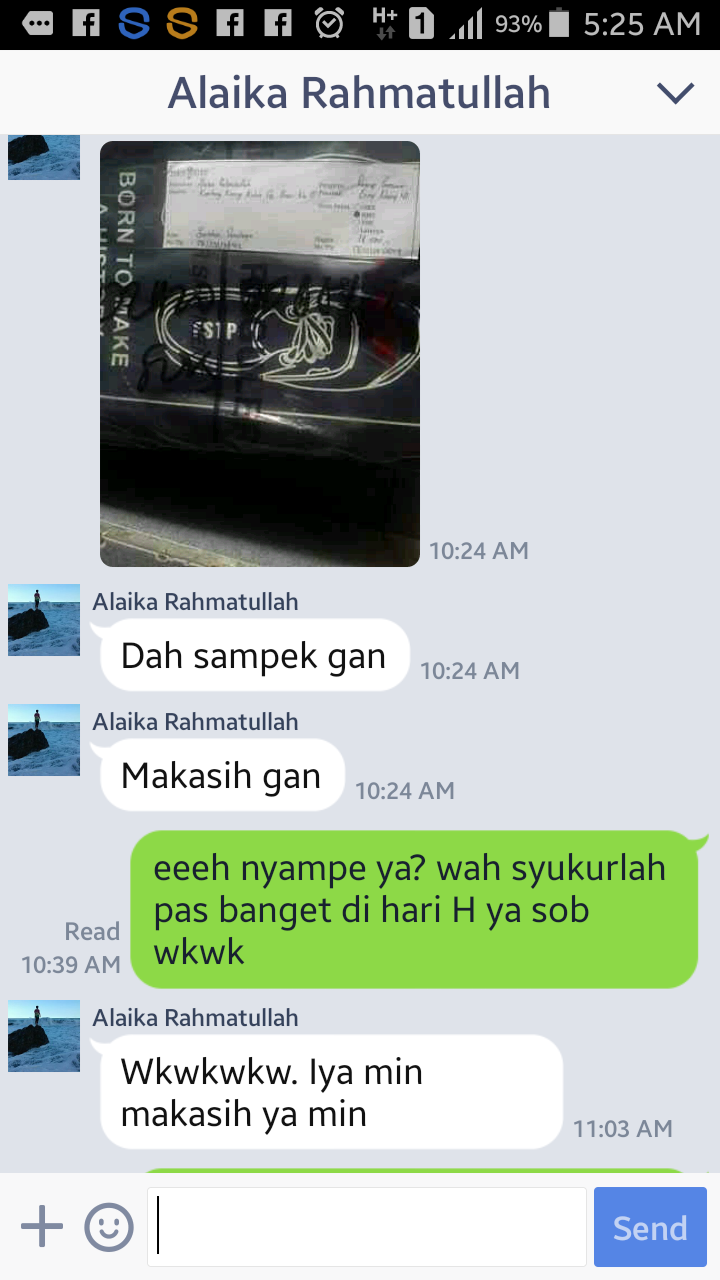 H+
1
93%
5:25 AM
Alaika Rahmatullah
BORN TO MAKE
10:24 AM
Alaika Rahmatullah
Dah sampek gan
10:24 AM
Alaika Rahmatullah
Makasih gan
10:24 AM
eeeh nyampe ya? wah syukurlah
pas banget di hari H ya sob
wkwk
Read
10:39 AM
Alaika Rahmatullah
Wkwkwkw. Iya min
makasih ya min
11:03 AM
Send